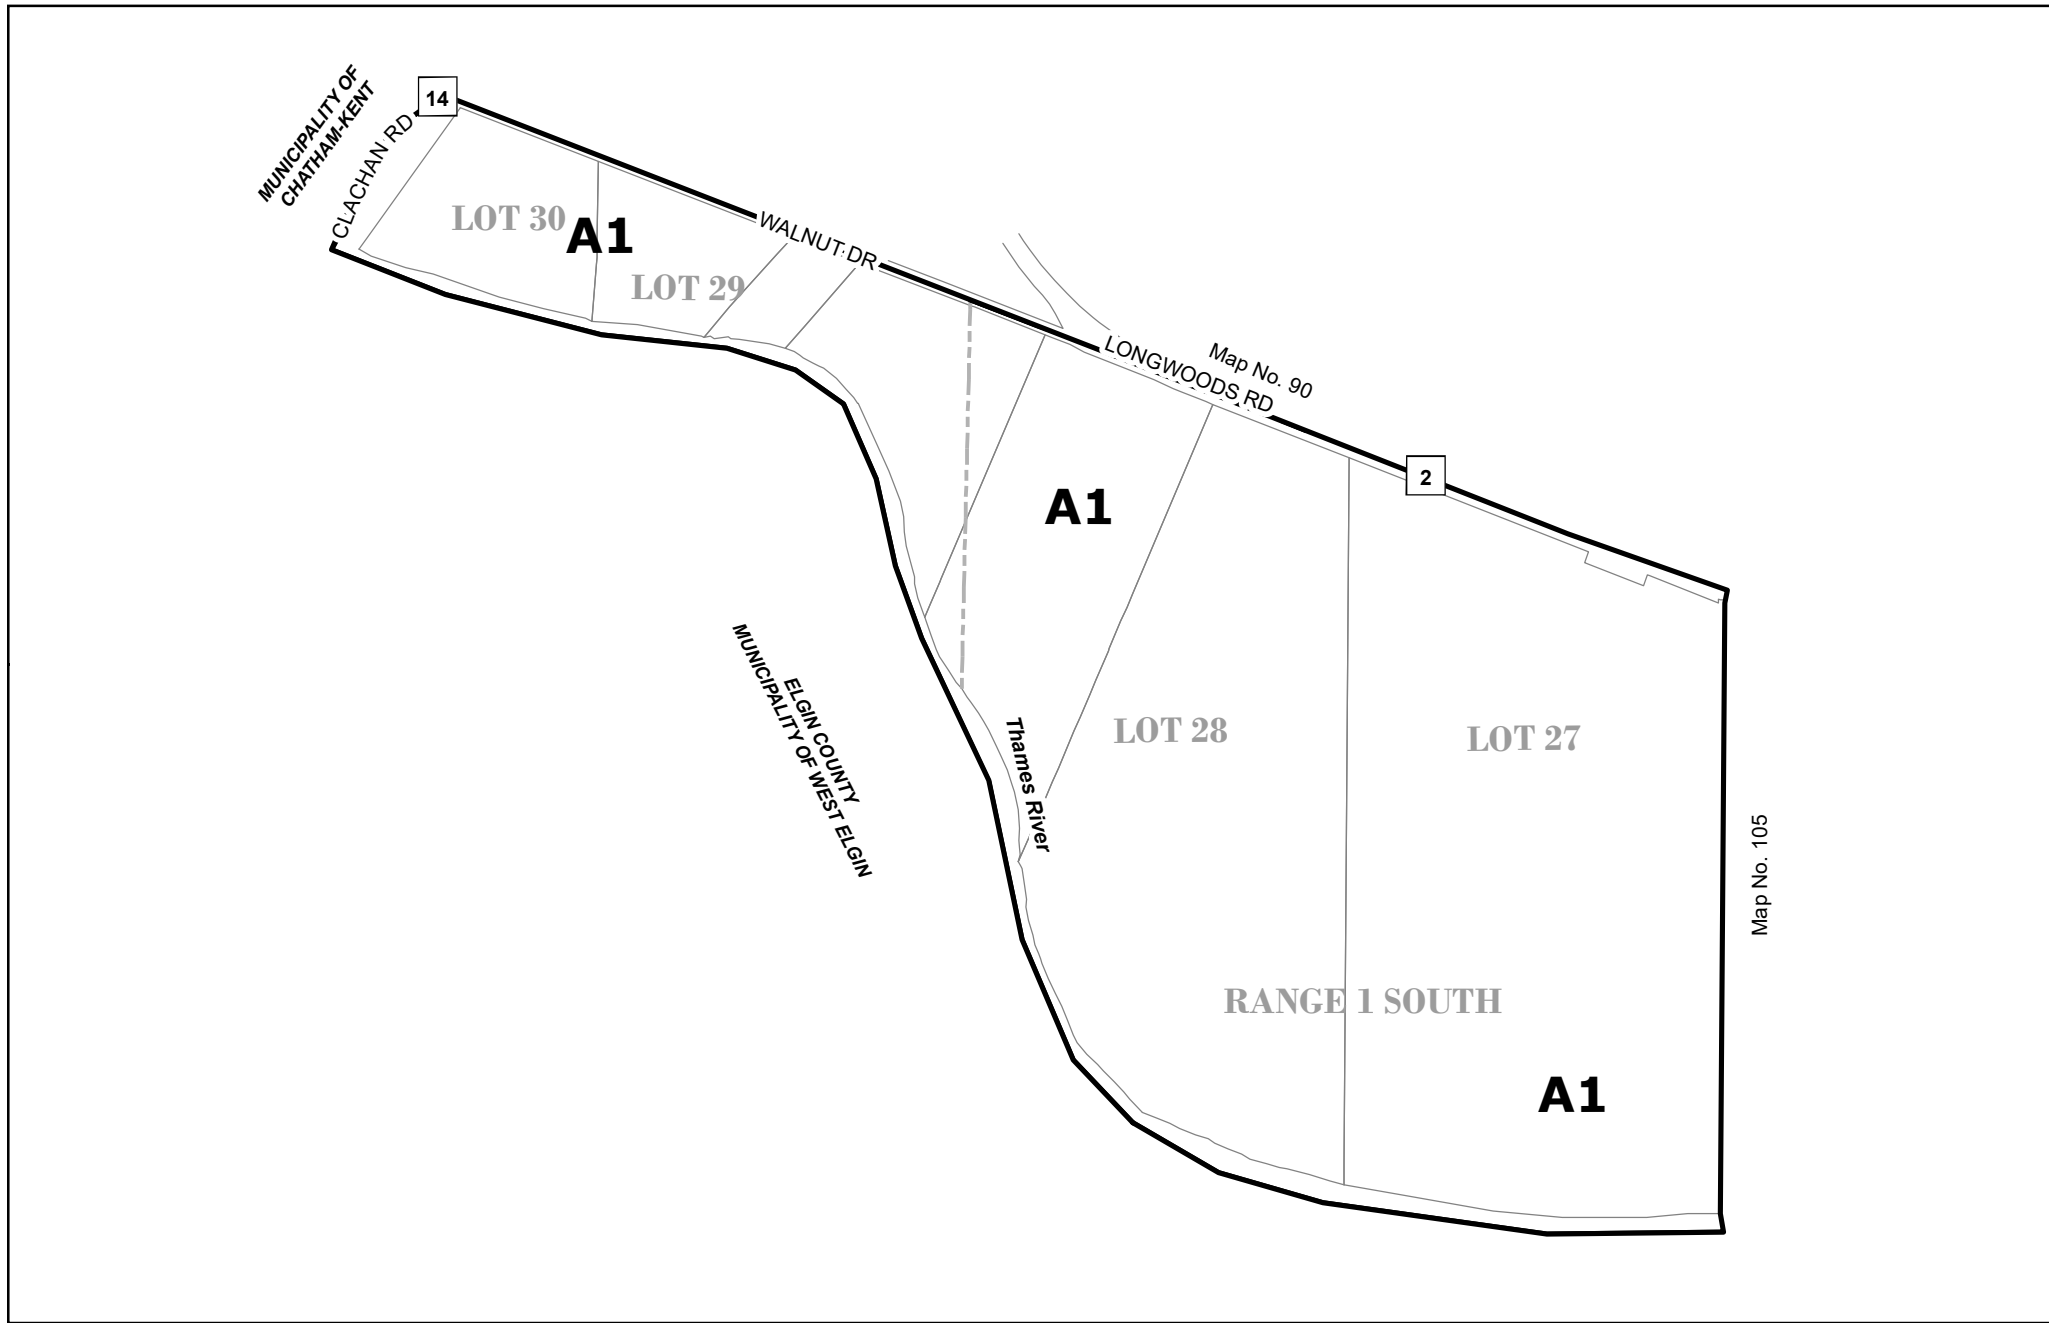 MUNICIPALITY OF
CHATHAM-KENT
14
CLACHAN RD
LOT 30
A1
LOT 29
WALNUT DR
Map No. 90
LONGWOODS RD
2
A1
ELGIN COUNTY
MUNICIPALITY OF WEST ELGIN
Thames River
LOT 28
LOT 27
Map No. 105
RANGE 1 SOUTH
A1